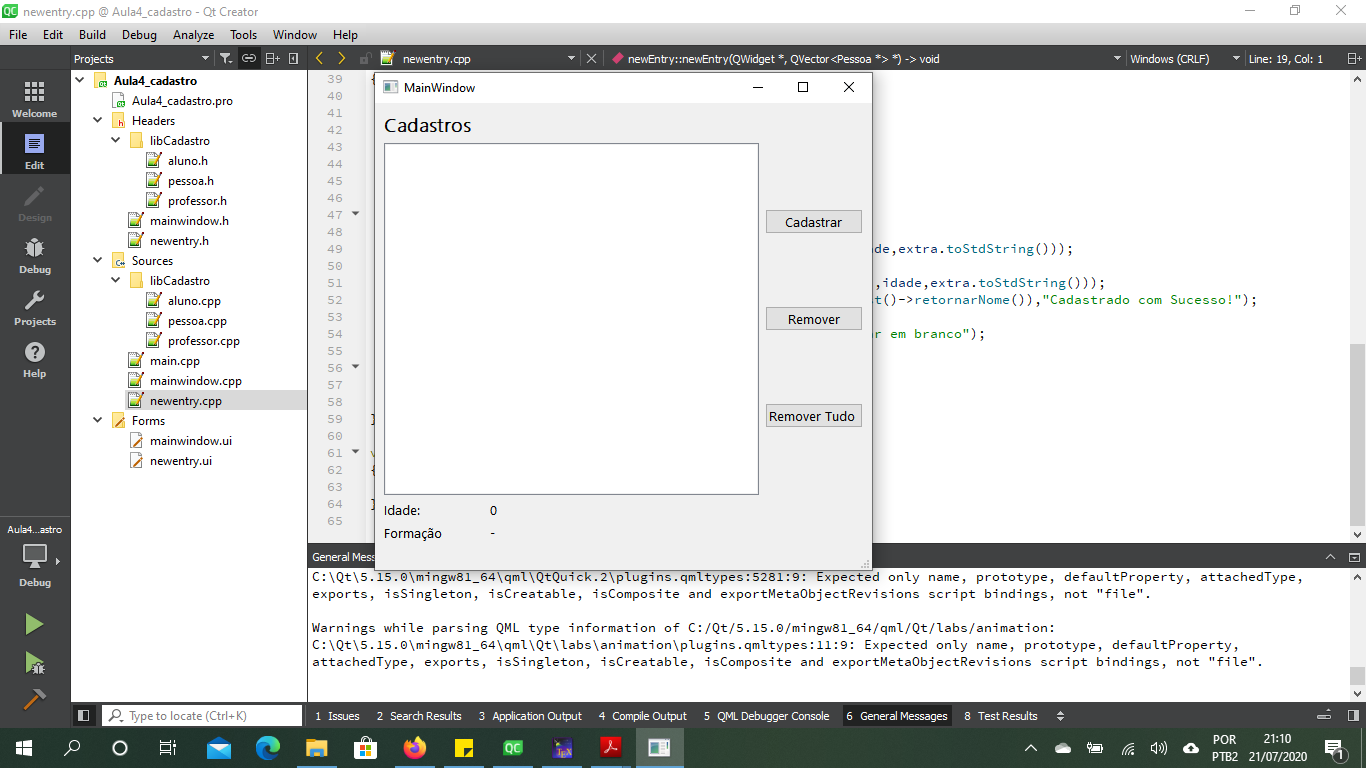 newentry.cpp @ Aula4_cadastro - Qt Creator
File Edit Build Debug Analyze Tools Window Help
Projects
newentry.cpp
newEntry::newEntry(QWidget *, QVector<Pessoa *> *) -> void
Windows (CRLF)
Line: 19, Col: 1
Welcome
Edit
Design
Debug
Projects
Help
Aula4...astro
Debug
Aula4_cadastro
Aula4_cadastro.pro
Headers
libCadastro
aluno.h
pessoa.h
professor.h
mainwindow.h
newentry.h
Sources
libCadastro
aluno.cpp
pessoa.cpp
professor.cpp
main.cpp
mainwindow.cpp
newentry.cpp
Forms
mainwindow.ui
newentry.ui
39 {
40
41
42
43
44
45
46
47
48
49 de,extra.toStdString()));
50
51 ,idade,extra.toStdString()));
52 st()->retornarNome()),"Cadastrado com Sucesso!");
53
54 ar em branco");
55
56
57
58
59 }
60
61 v
62 {
63
64 }
65
MainWindow
Cadastros
Cadastrar
Remover
Remover Tudo
Idade: 0
Formação -
General Mess
C:\Qt\5.15.0\mingw81_64\qml\QtQuick.2\plugins.qmltypes:5281:9: Expected only name, prototype, defaultProperty, attachedType,
exports, isSingleton, isCreatable, isComposite and exportMetaObjectRevisions script bindings, not "file".
Warnings while parsing QML type information of C:/Qt/5.15.0/mingw81_64/qml/Qt/labs/animation:
C:\Qt\5.15.0\mingw81_64\qml\Qt\labs\animation\plugins.qmltypes:11:9: Expected only name, prototype, defaultProperty,
attachedType, exports, isSingleton, isCreatable, isComposite and exportMetaObjectRevisions script bindings, not "file".
Type to locate (Ctrl+K)
1 Issues 2 Search Results 3 Application Output 4 Compile Output 5 QML Debugger Console 6 General Messages 8 Test Results
POR
PTB2
21:10
21/07/2020
1